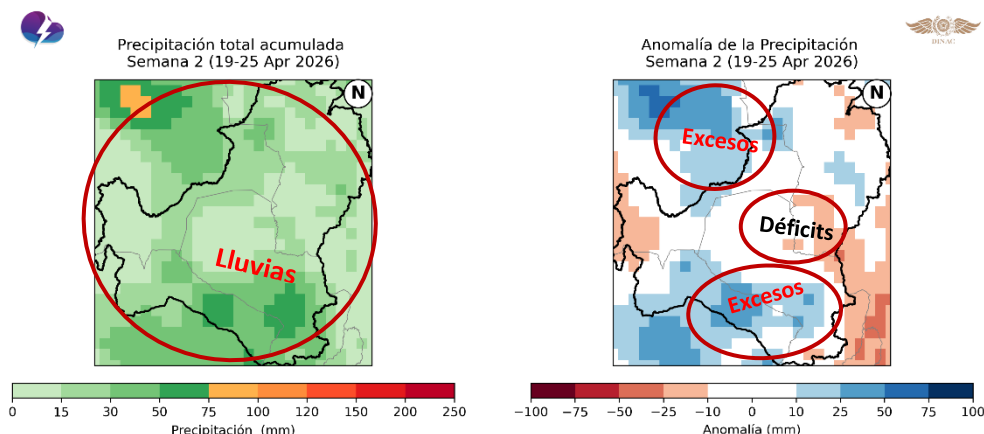 DINAC
Precipitación total acumulada
Semana 2 (19-25 Apr 2026)
N
Lluvias
0 15 30 50 75 100 120 150 200 250
Precipitación (mm)
Anomalía de la Precipitación
Semana 2 (19-25 Apr 2026)
N
Excesos
Déficits
Excesos
−100 −75 −50 −25 −10 0 10 25 50 75 100
Anomalía (mm)